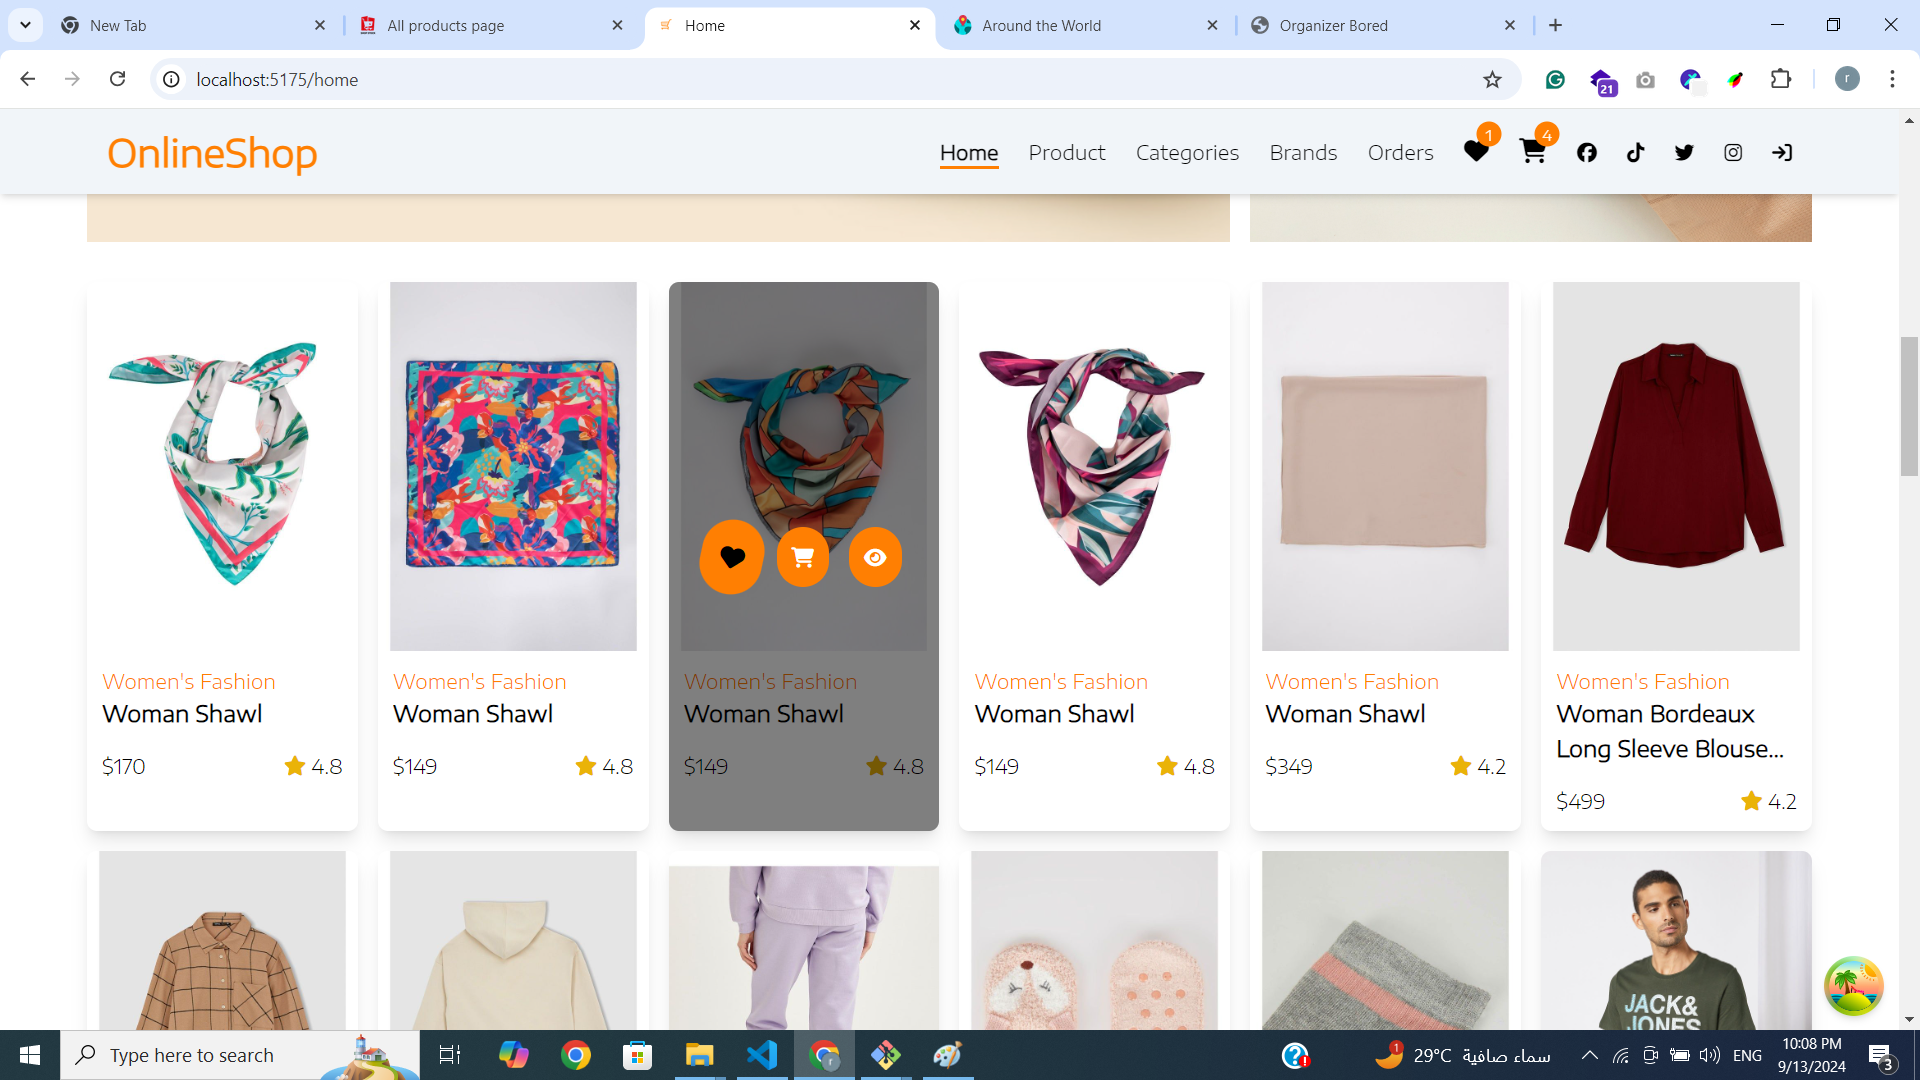 New Tab
All products page
Home
Around the World
Organizer Bored
localhost:5175/home
21
r
OnlineShop
Home
Product
Categories
Brands
Orders
1
4
Women's Fashion
Woman Shawl
$170
4.8
Women's Fashion
Woman Shawl
$149
4.8
Women's Fashion
Woman Shawl
$149
4.8
Women's Fashion
Woman Shawl
$149
4.8
Women's Fashion
Woman Shawl
$349
4.2
Women's Fashion
Woman Bordeaux
Long Sleeve Blouse...
$499
4.2
JACK&
JONES
Type here to search
r
1
29°C
سماء صافية
ENG
10:08 PM
9/13/2024
3